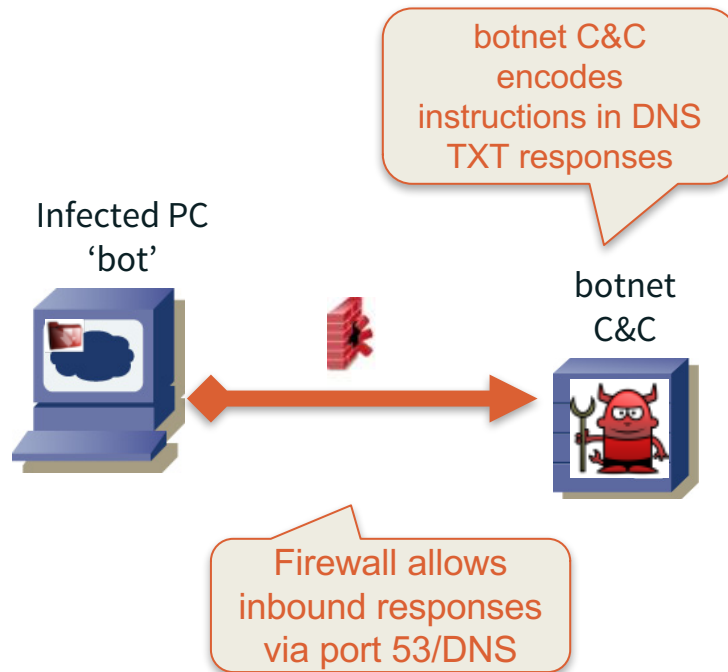 botnet C&C
encodes
instructions in DNS
TXT responses
Infected PC
‘bot’
botnet
C&C
Firewall allows
inbound responses
via port 53/DNS